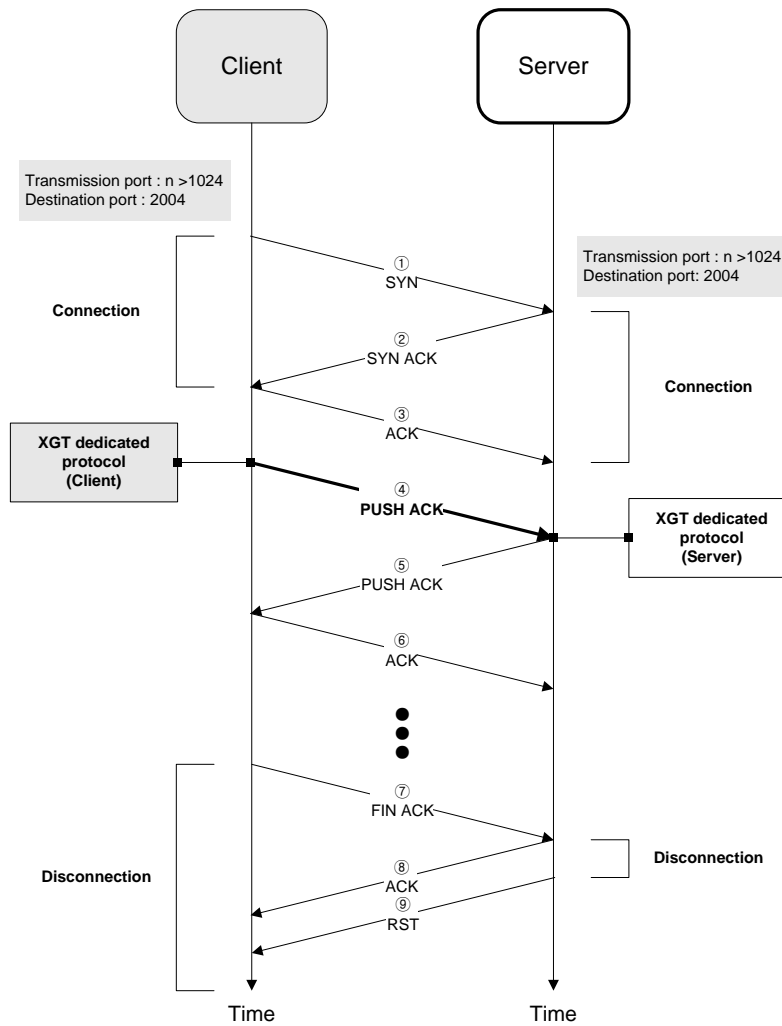 Client
Server
Transmission port : n >1024
Destination port : 2004
Transmission port : n >1024
Destination port: 2004
①
SYN
Connection
②
SYN ACK
Connection
③
ACK
XGT dedicated
protocol
(Client)
④
PUSH ACK
XGT dedicated
protocol
(Server)
⑤
PUSH ACK
⑥
ACK
⑦
FIN ACK
Disconnection
Disconnection
⑧
ACK
⑨
RST
Time
Time